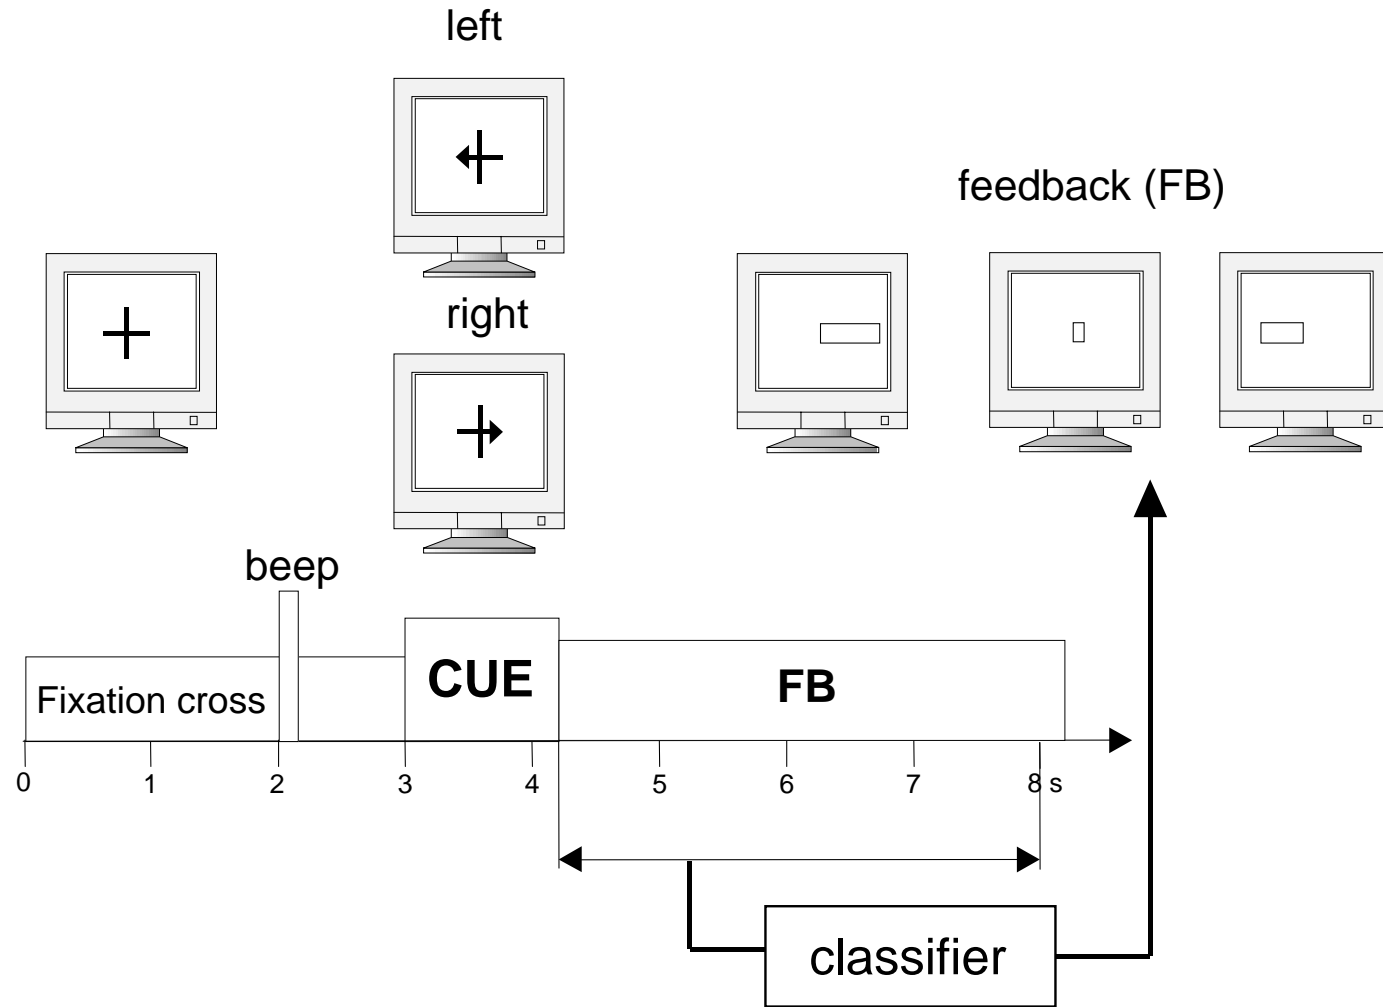 left
feedback (FB)
right
beep
Fixation cross
CUE
FB
0 1 2 3 4 5 6 7 8 s
classifier